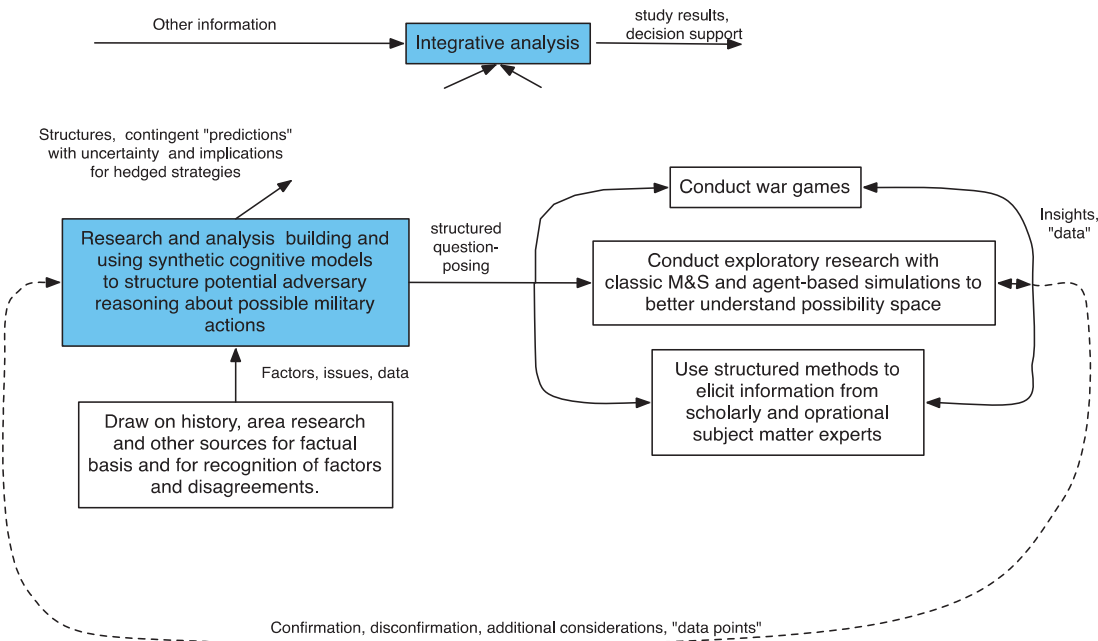 Other information
Integrative analysis
study results,
decision support
Structures, contingent "predictions"
with uncertainty and implications
for hedged strategies
Research and analysis building and
using synthetic cognitive models
to structure potential adversary
reasoning about possible military
actions
structured
question-
posing
Conduct war games
Insights,
"data"
Conduct exploratory research with
classic M&S and agent-based simulations to
better understand possibility space
Factors, issues, data
Use structured methods to
elicit information from
scholarly and oprational
subject matter experts
Draw on history, area research
and other sources for factual
basis and for recognition of factors
and disagreements.
Confirmation, disconfirmation, additional considerations, "data points"